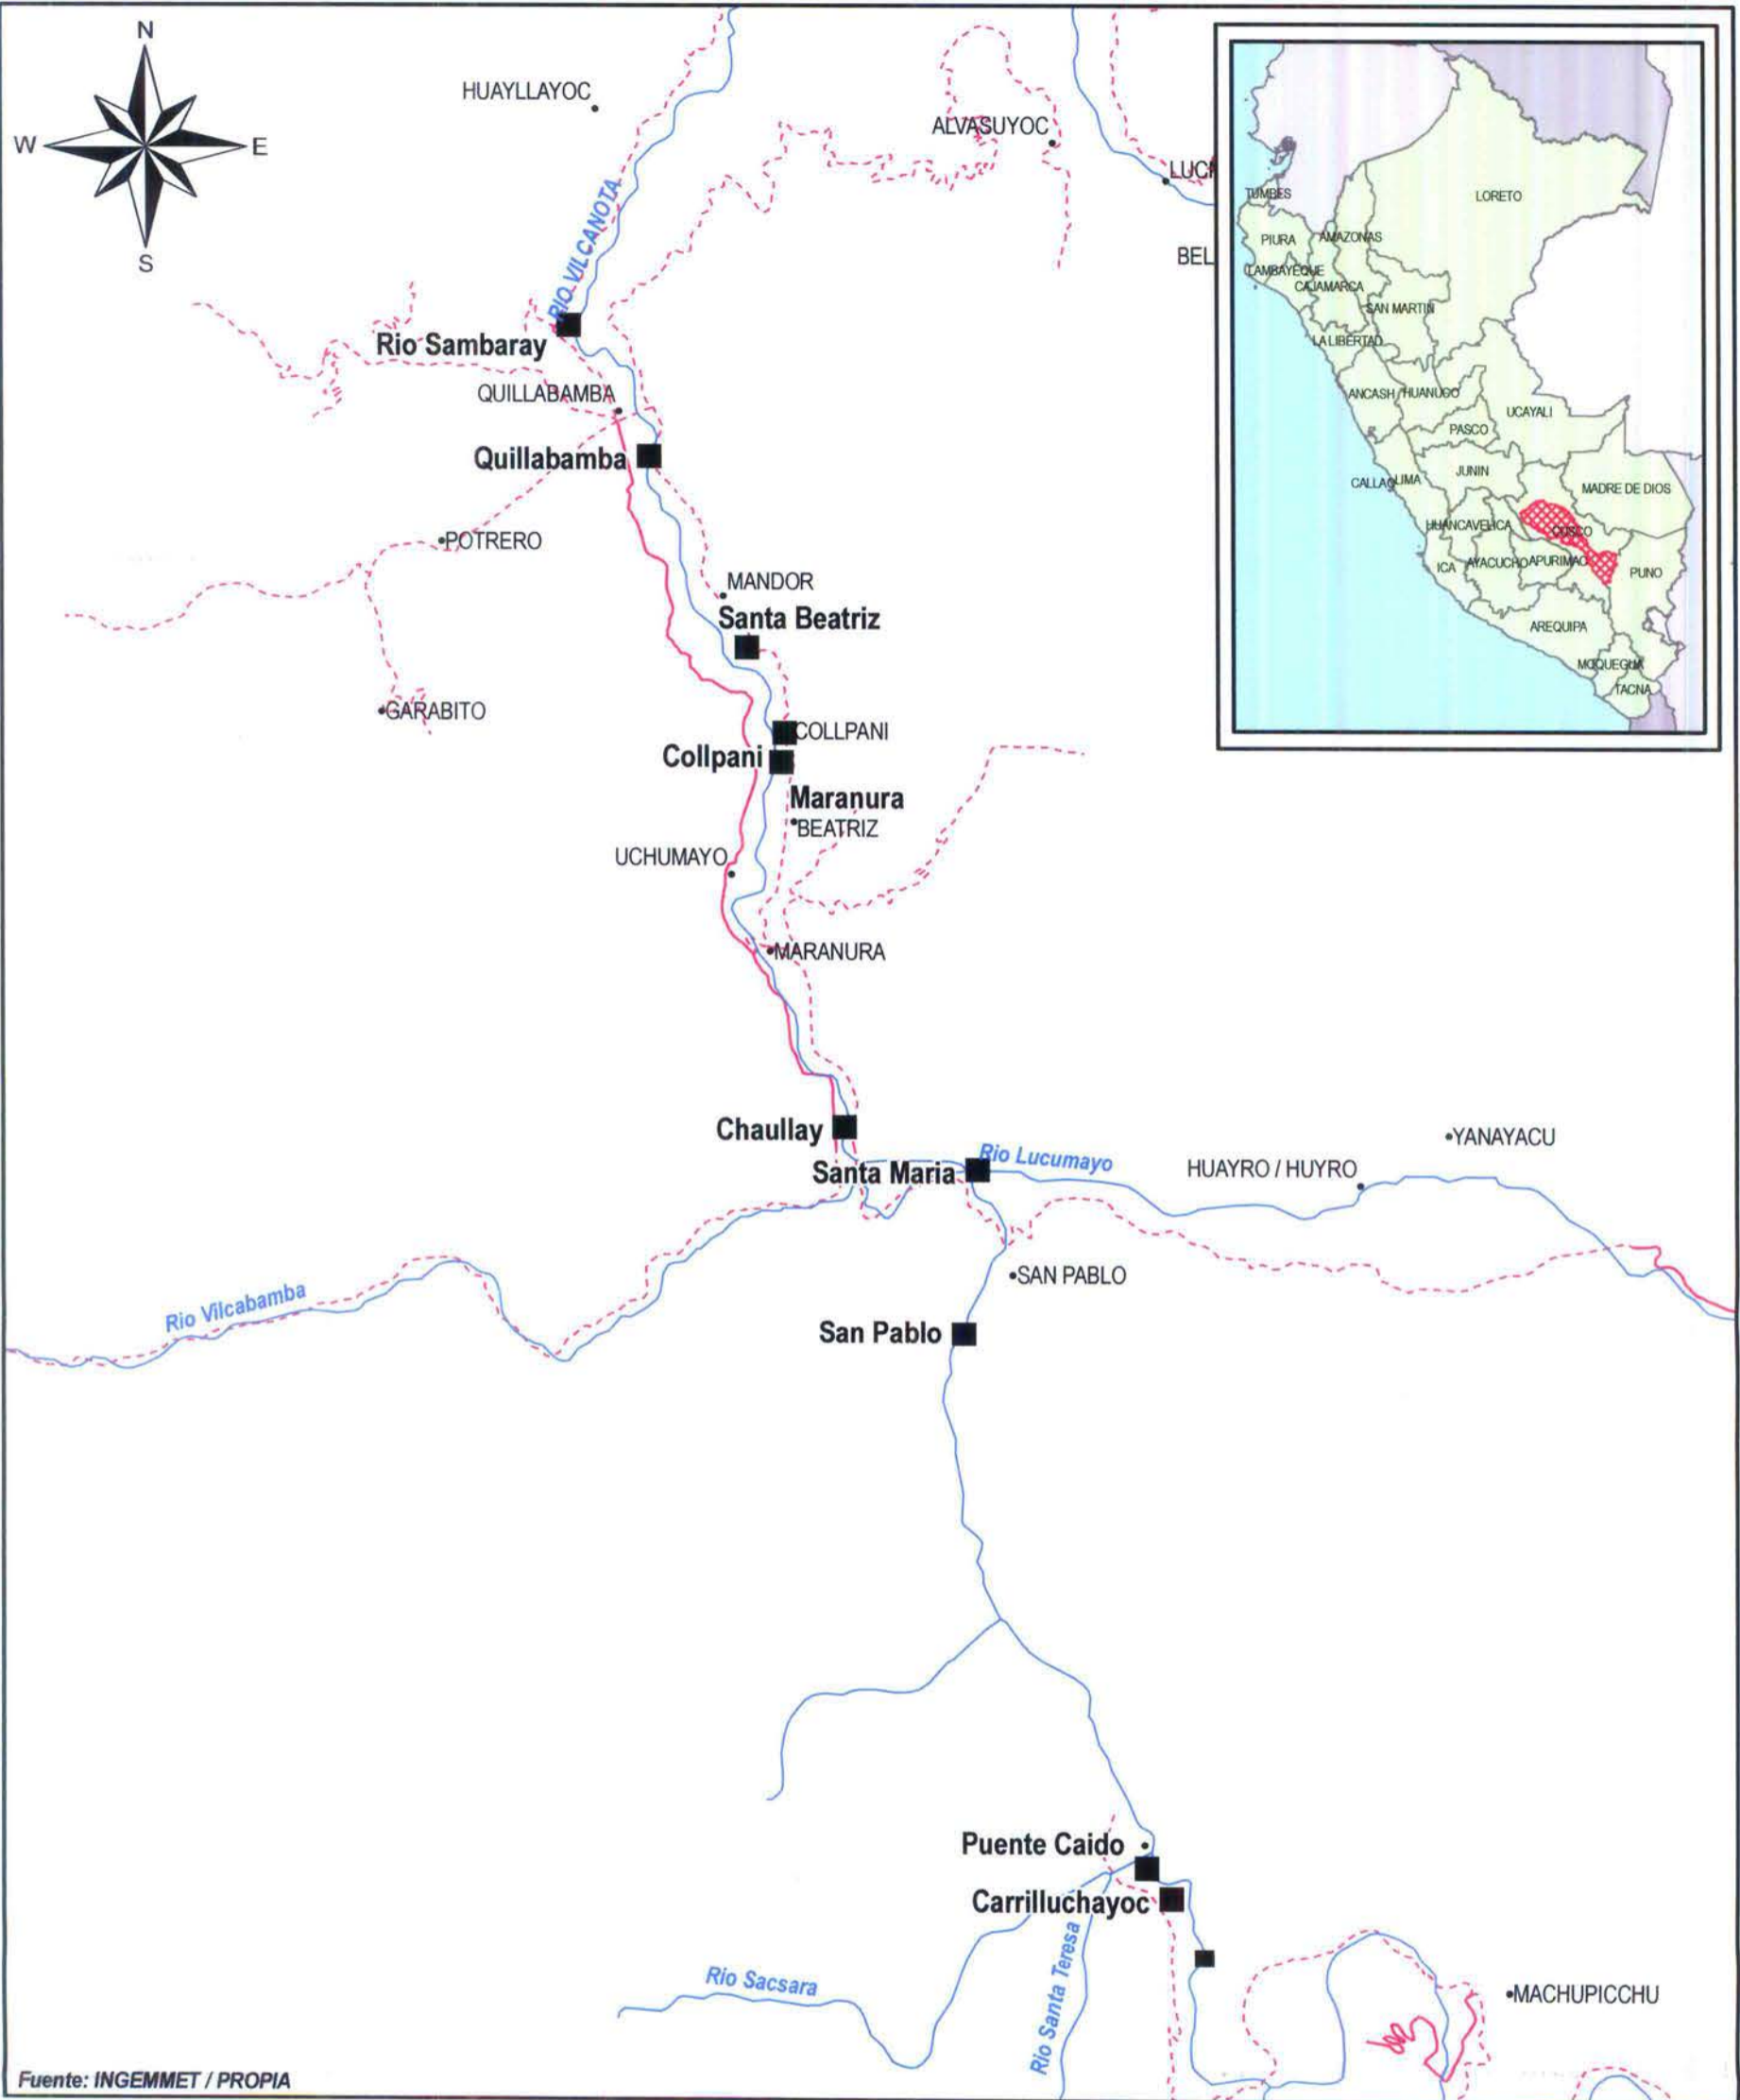 N
W
E
S
HUAYLLAYOC
ALVASUYOC
RIO VILCANOTA
BEL
Rio Sambaray
QUILLABAMBA
Quillabamba
POTRERO
MANDOR
Santa Beatriz
GARABITO
COLLPANI
Collpani
Maranura
BEATRIZ
UCHUMAYO
MARANURA
Chaullay
Santa Maria
Rio Lucumayo
YANAYACU
HUAYRO / HUYRO
Rio Vilcabamba
SAN PABLO
San Pablo
Puente Caido
Carrilluchayoc
Rio Sacsara
Rio Santa Teresa
MACHUPICCHU
Fuente: INGEMMET / PROPIA
TUMBES
LORETO
PIURA
AMAZONAS
LAMBAYEQUE
CAJAMARCA
SAN MARTIN
LA LIBERTAD
ANCASH
HUANUCO
UCAYALI
PASCO
JUNIN
CALLAO
LIMA
MADRE DE DIOS
HUANCAVELICA
CUSCO
ICA
AYACUCHO
APURIMAC
PUNO
AREQUIPA
MOQUEGUA
TACNA